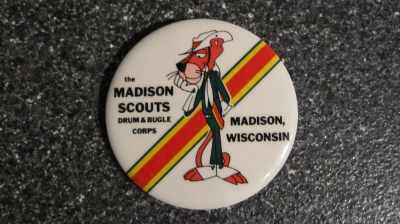 the
MADISON
SCOUTS
DRUM & BUGLE
CORPS
MADISON,
WISCONSIN